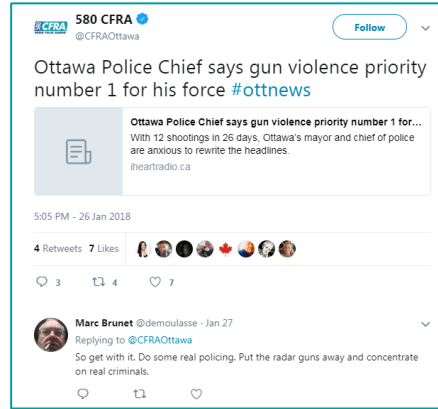 CFRA
580 CFRA
@CFRAOttawa
Follow
Ottawa Police Chief says gun violence priority
number 1 for his force #ottnews
Ottawa Police Chief says gun violence priority number 1 for...
With 12 shootings in 26 days, Ottawa's mayor and chief of police
are anxious to rewrite the headlines.
iheartradio.ca
5:05 PM - 26 Jan 2018
4 Retweets 7 Likes
3 4 7
Marc Brunet @demoulasse · Jan 27
Replying to @CFRAOttawa
So get with it. Do some real policing. Put the radar guns away and concentrate
on real criminals.